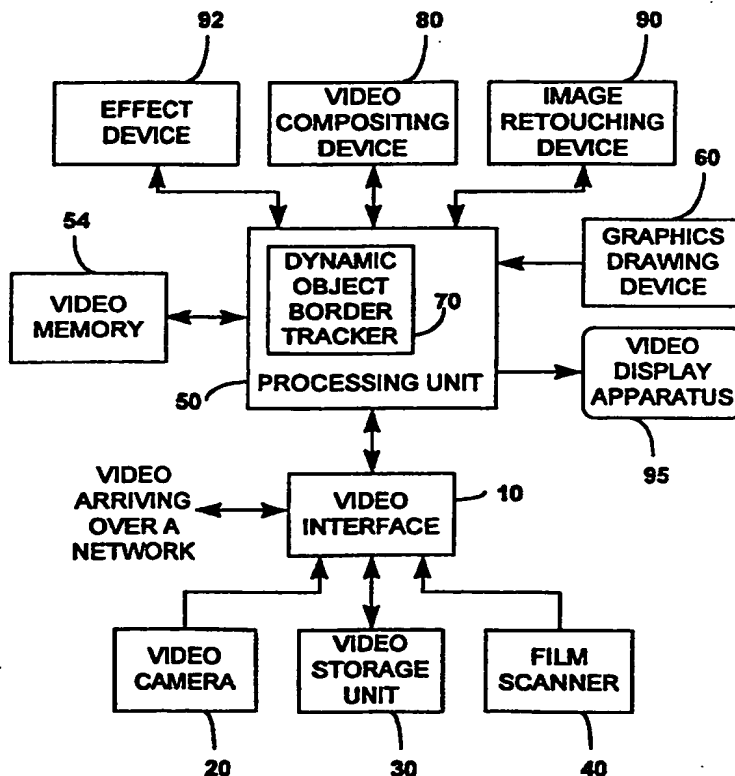 92
80
90
EFFECT
DEVICE
VIDEO
COMPOSITING
DEVICE
IMAGE
RETOUCHING
DEVICE
60
54
GRAPHICS
DRAWING
DEVICE
VIDEO
MEMORY
DYNAMIC
OBJECT
BORDER
TRACKER
70
PROCESSING UNIT
50
VIDEO
DISPLAY
APPARATUS
95
VIDEO
ARRIVING
OVER A
NETWORK
VIDEO
INTERFACE
10
VIDEO
CAMERA
VIDEO
STORAGE
UNIT
FILM
SCANNER
20
30
40